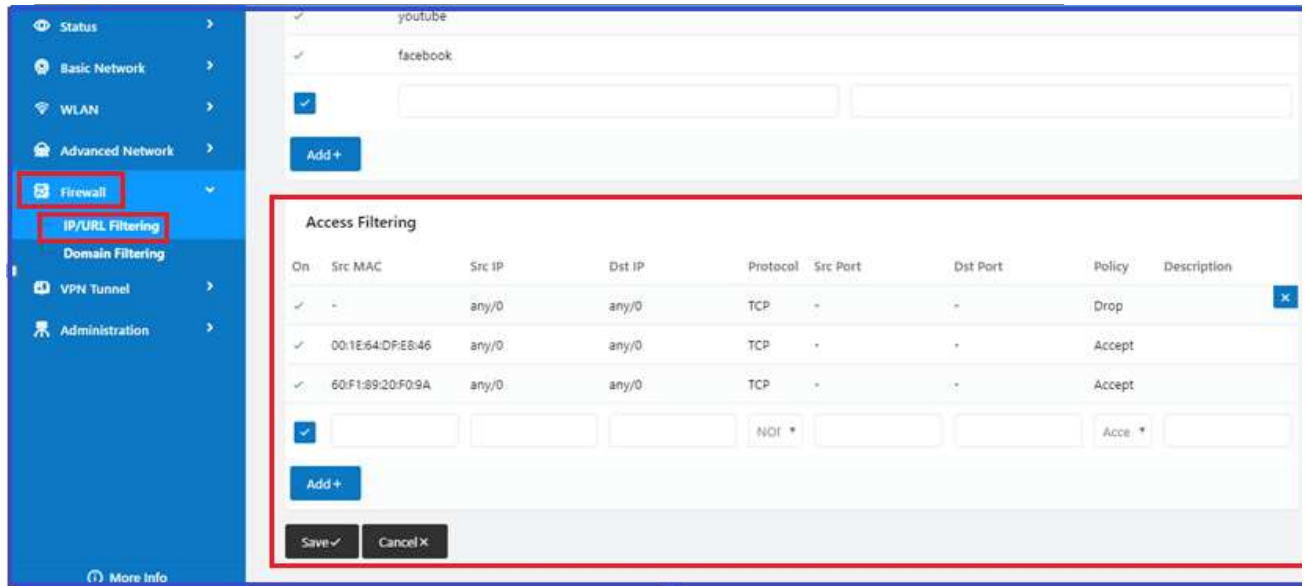 Status
Basic Network
WLAN
Advanced Network
Firewall
IP/URL Filtering
Domain Filtering
VPN Tunnel
Administration
More Info
youtube
facebook
Add+
Access Filtering
On Src MAC Src IP Dst IP Protocol Src Port Dst Port Policy Description
- any/0 any/0 TCP - - Drop
00:1E:64:DF:E8:46 any/0 any/0 TCP - - Accept
60:F1:89:20:F0:9A any/0 any/0 TCP - - Accept
Acce
Add+
Save Cancel